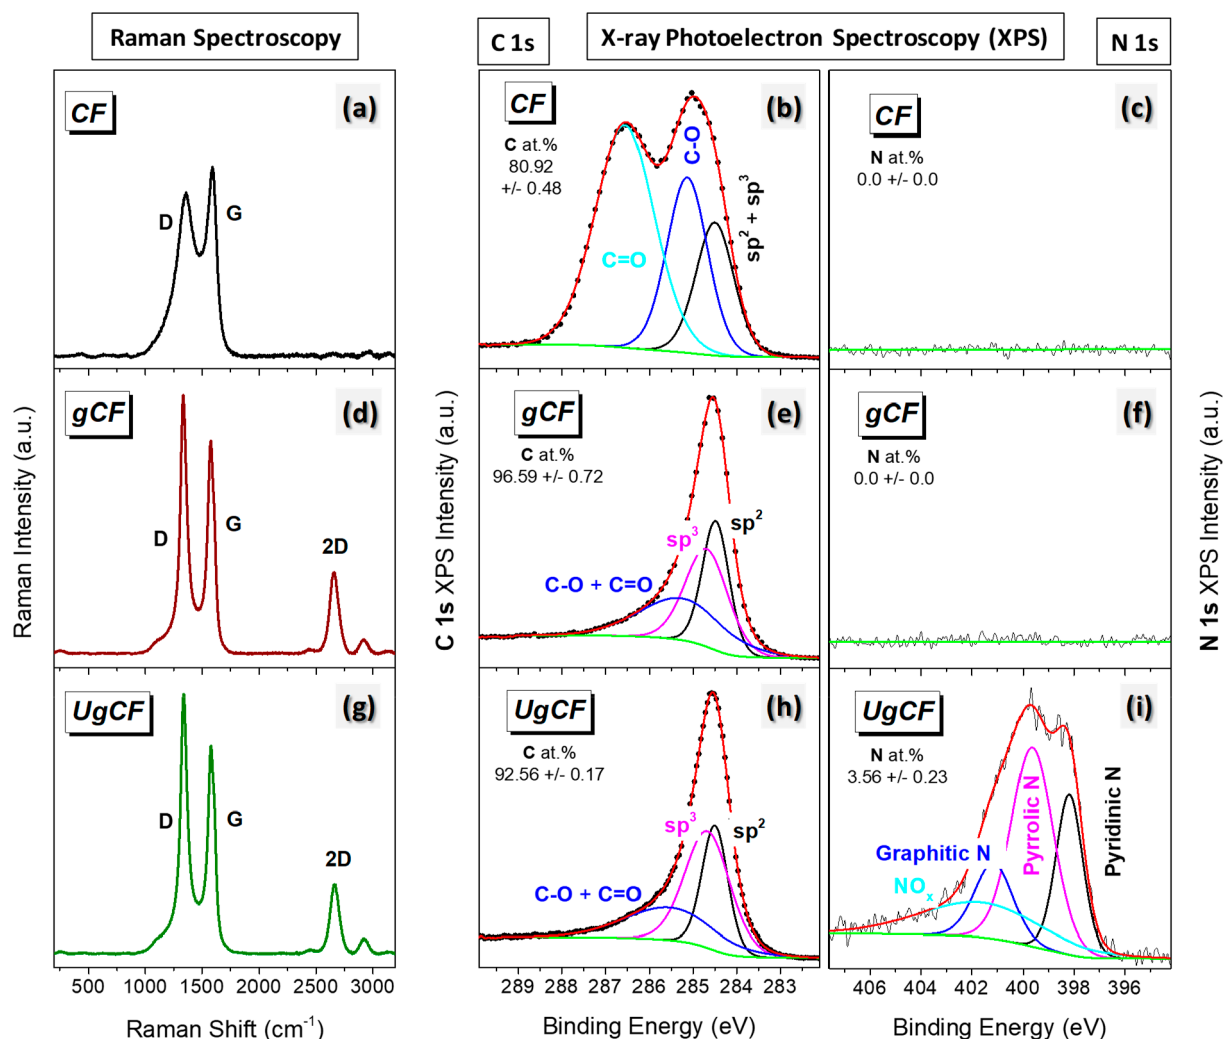 Raman Spectroscopy
C 1s
X-ray Photoelectron Spectroscopy (XPS)
N 1s
CF
(a)
D
G
CF
(b)
C at.%
80.92
+/- 0.48
C=O
C-O
sp² + sp³
CF
(c)
N at.%
0.0 +/- 0.0
Raman Intensity (a.u.)
gCF
(d)
D
G
2D
C 1s XPS Intensity (a.u.)
gCF
(e)
C at.%
96.59 +/- 0.72
sp²
sp³
C-O + C=O
gCF
(f)
N at.%
0.0 +/- 0.0
N 1s XPS Intensity (a.u.)
UgCF
(g)
D
G
2D
500 1000 1500 2000 2500 3000
Raman Shift (cm⁻¹)
UgCF
(h)
C at.%
92.56 +/- 0.17
sp³
sp²
C-O + C=O
289 288 287 286 285 284 283
Binding Energy (eV)
UgCF
(i)
N at.%
3.56 +/- 0.23
Graphitic N
NOₓ
Pyrrolic N
Pyridinic N
406 404 402 400 398 396
Binding Energy (eV)